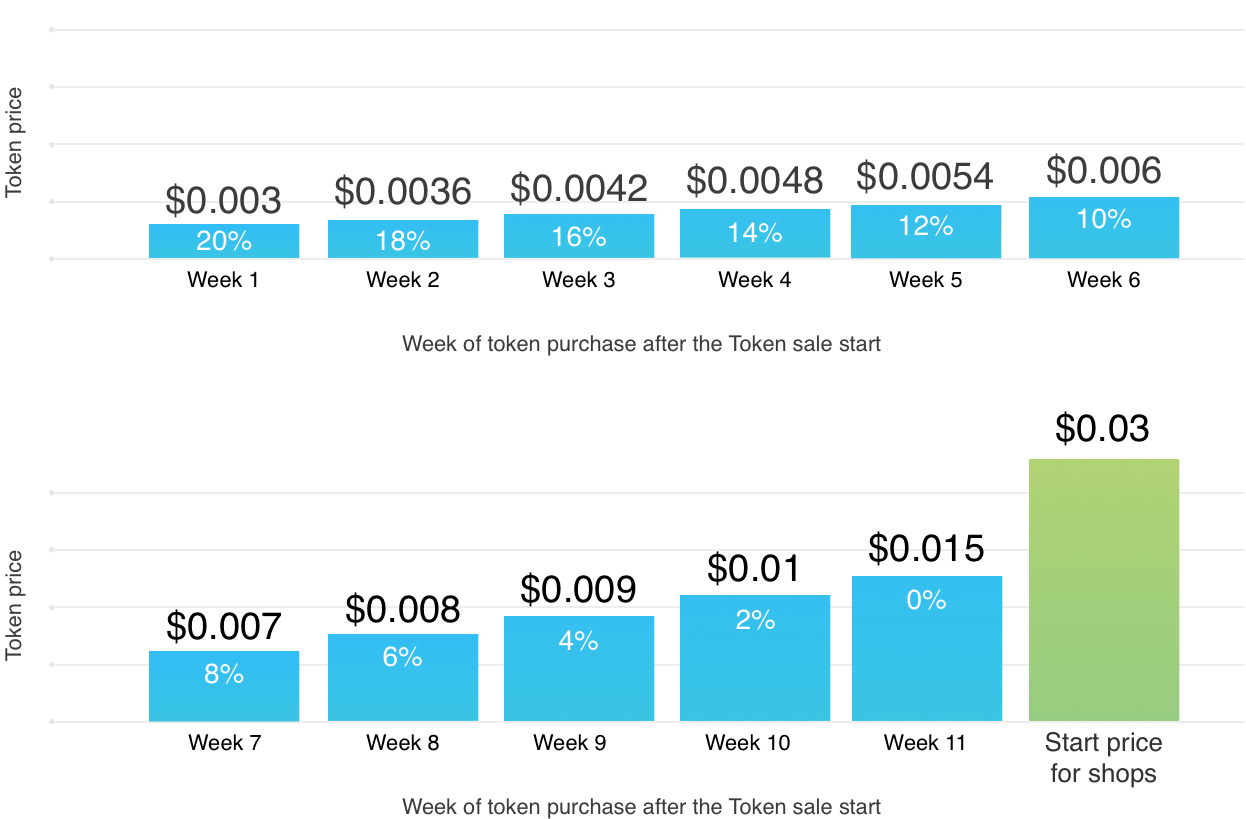 Token price
$0.003
$0.0036
$0.0042
$0.0048
$0.0054
$0.006
20%
18%
16%
14%
12%
10%
Week 1
Week 2
Week 3
Week 4
Week 5
Week 6
Week of token purchase after the Token sale start
Token price
$0.007
$0.008
$0.009
$0.01
$0.015
$0.03
8%
6%
4%
2%
0%
Week 7
Week 8
Week 9
Week 10
Week 11
Start price
for shops
Week of token purchase after the Token sale start